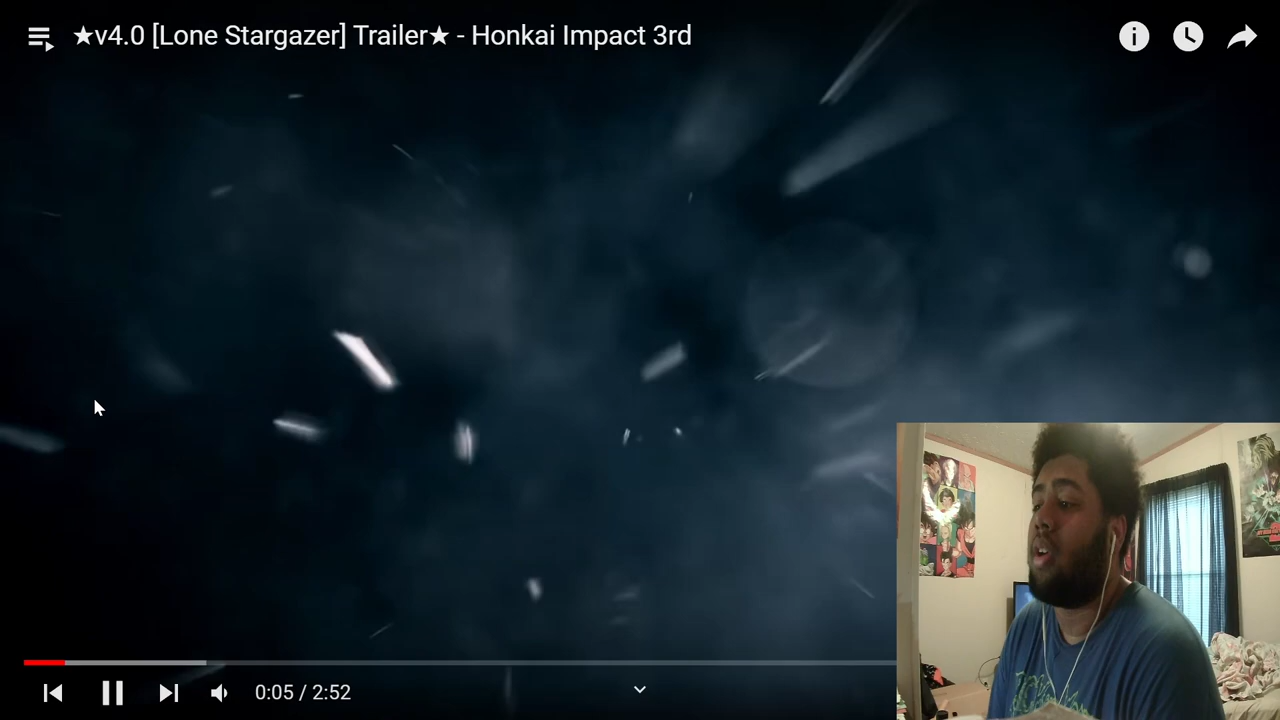 ★v4.0 [Lone Stargazer] Trailer★ - Honkai Impact 3rd
0:05 / 2:52